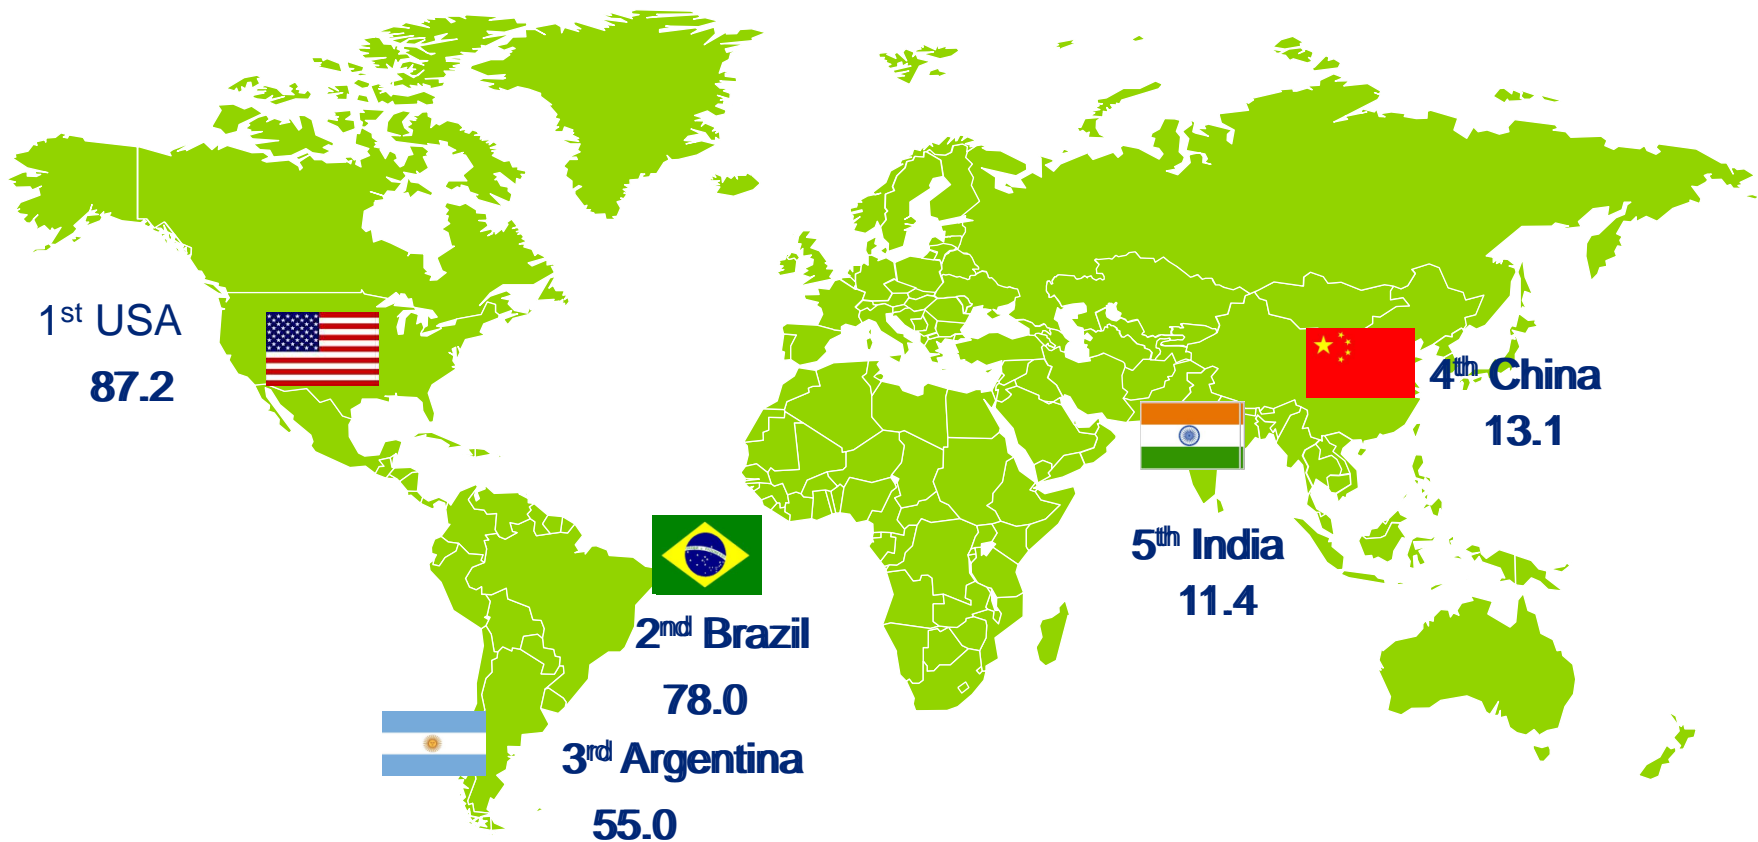 1st USA
87.2
2nd Brazil
78.0
3rd Argentina
55.0
4th China
13.1
5th India
11.4